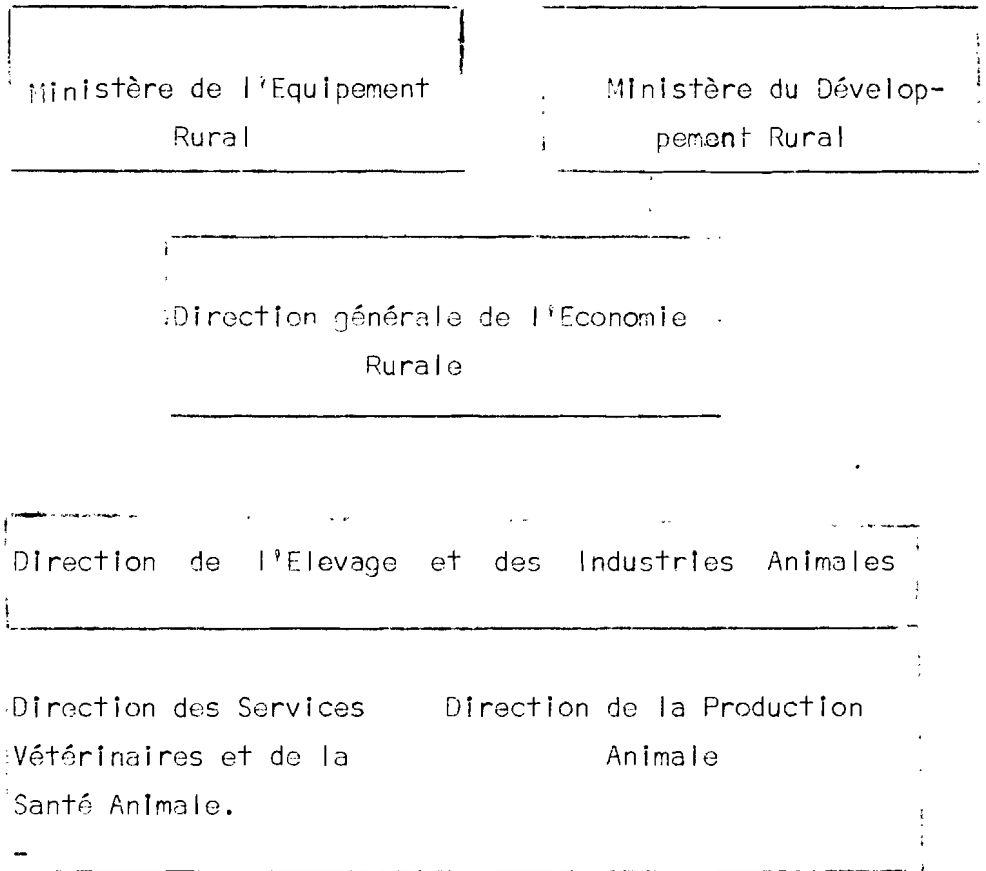 Ministère de l'Equipement
Rural
Ministère du Dévelop-
pement Rural
Direction générale de l'Economie
Rurale
Direction de l'Elevage et des Industries Animales
Direction des Services
Vétérinaires et de la
Santé Animale.
Direction de la Production
Animale